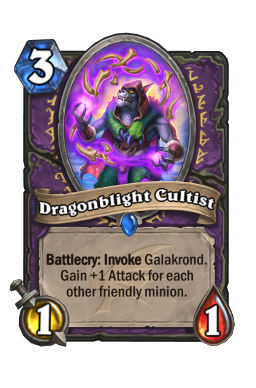 3
Dragonblight Cultist
Battlecry: Invoke Galakrond.
Gain +1 Attack for each
other friendly minion.
1
1